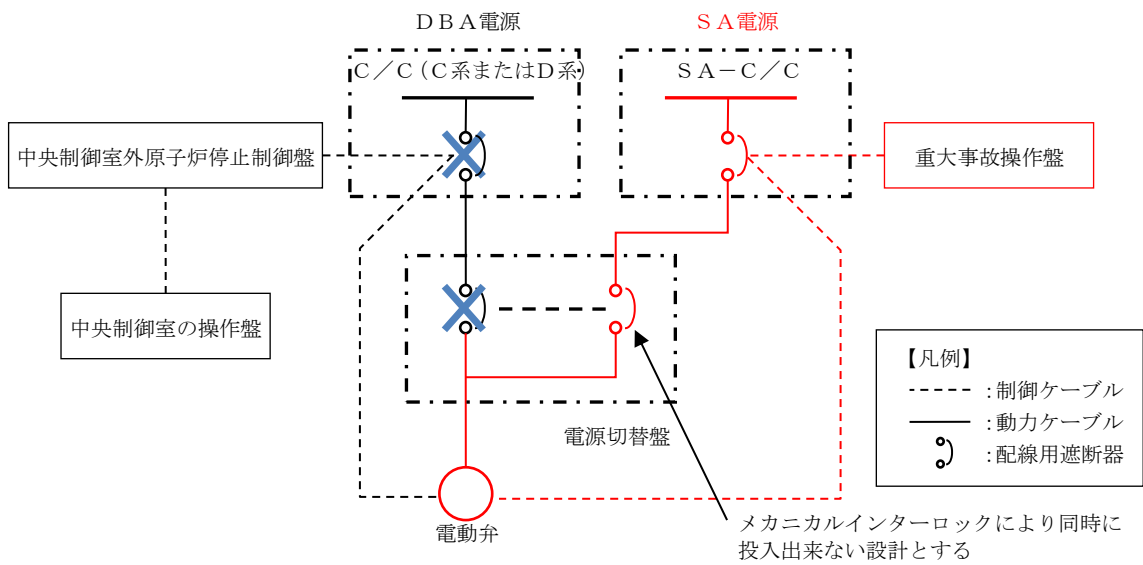 DBA電源
SA電源
C/C(C系またはD系)
SA-C/C
中央制御室外原子炉停止制御盤
重大事故操作盤
中央制御室の操作盤
【凡例】
:制御ケーブル
:動力ケーブル
:配線用遮断器
電源切替盤
電動弁
メカニカルインターロックにより同時に
投入出来ない設計とする